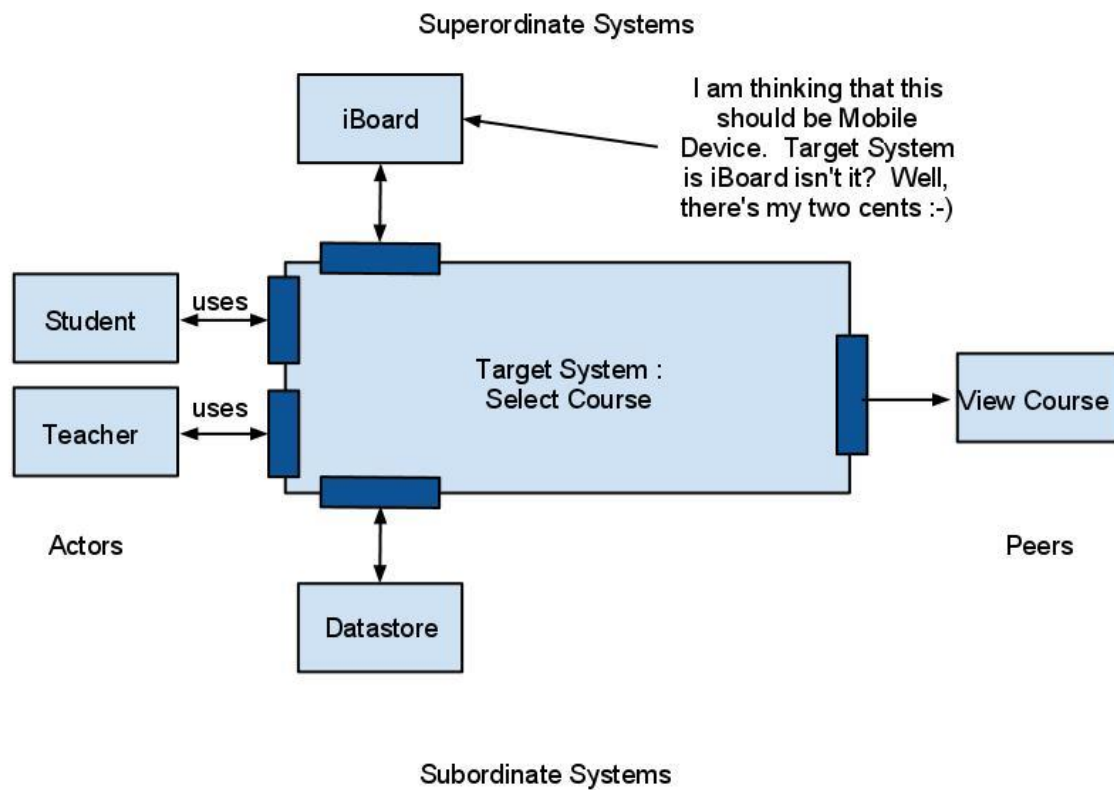 Superordinate Systems
iBoard
I am thinking that this
should be Mobile
Device.  Target System
is iBoard isn't it?  Well,
there's my two cents :-)
Student
uses
Teacher
uses
Target System :
Select Course
View Course
Actors
Peers
Datastore
Subordinate Systems